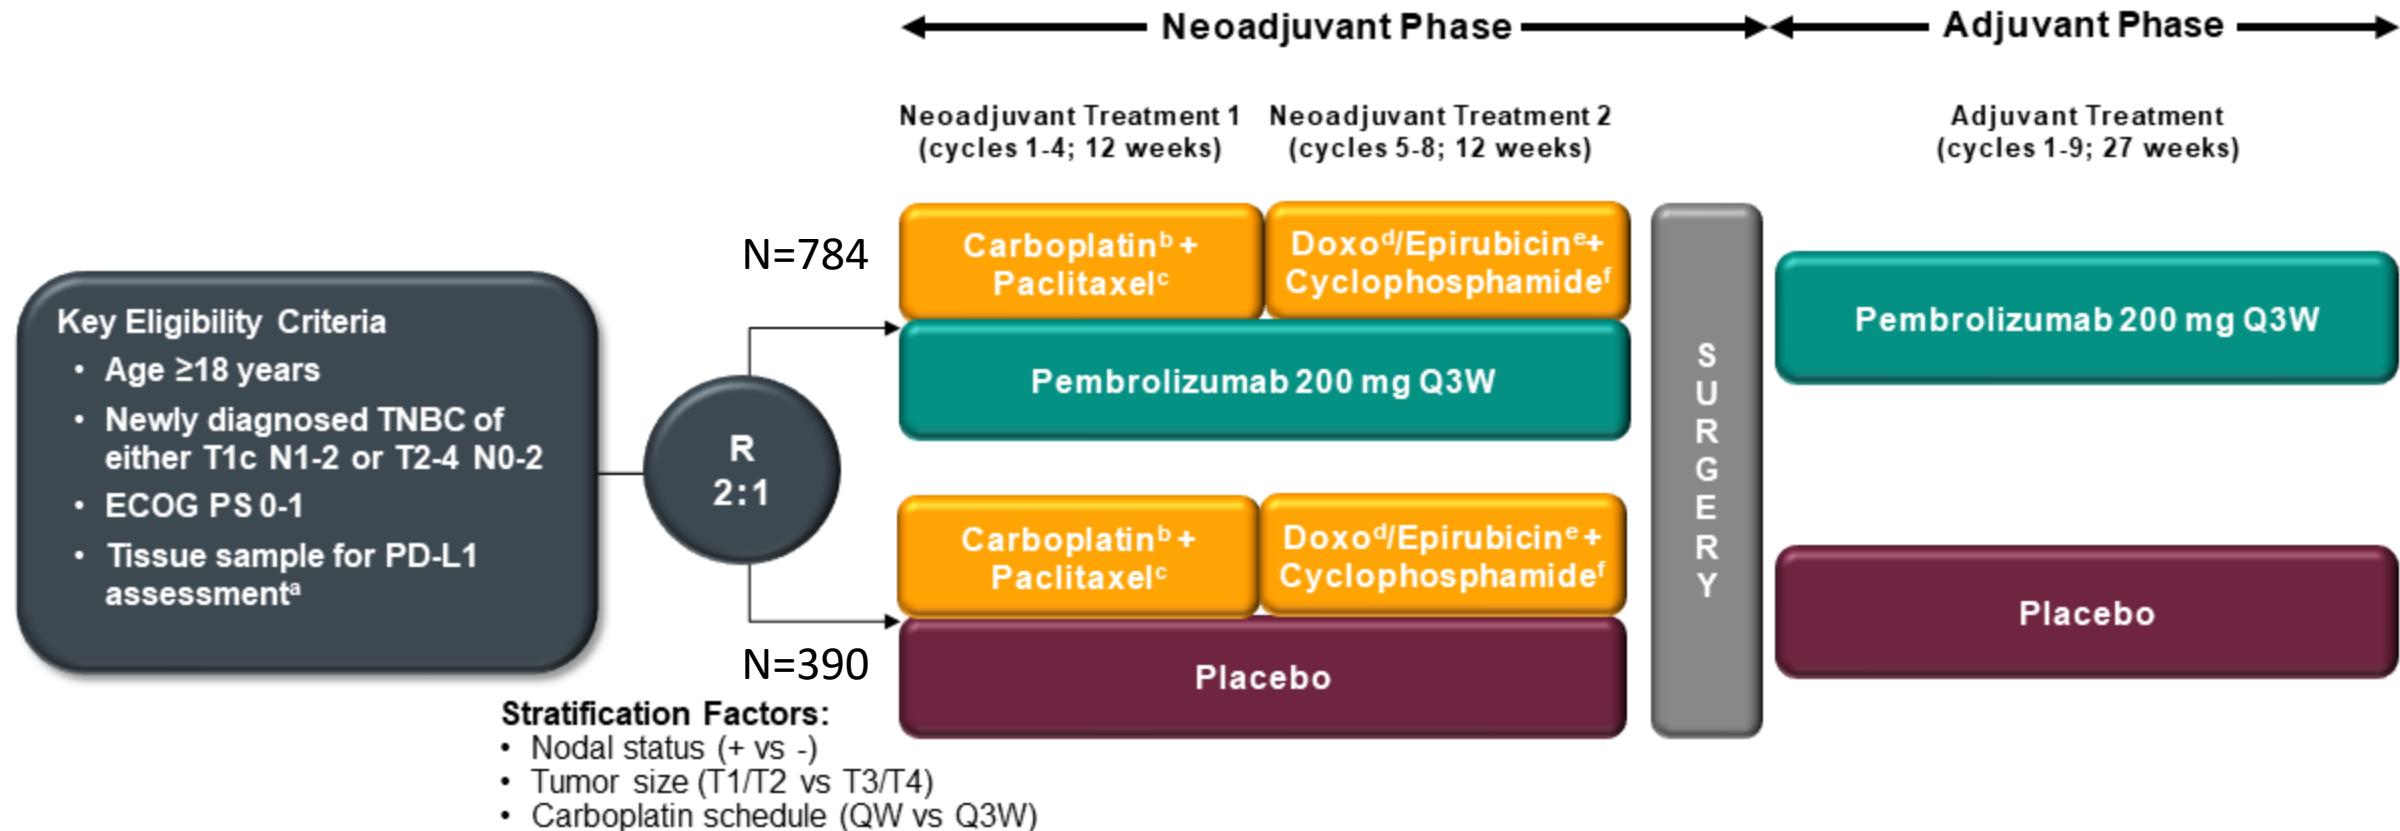 Neoadjuvant Phase
Adjuvant Phase
Neoadjuvant Treatment 1
(cycles 1-4; 12 weeks)
Neoadjuvant Treatment 2
(cycles 5-8; 12 weeks)
Adjuvant Treatment
(cycles 1-9; 27 weeks)
Key Eligibility Criteria
• Age ≥18 years
• Newly diagnosed TNBC of
either T1c N1-2 or T2-4 N0-2
• ECOG PS 0-1
• Tissue sample for PD-L1
assessmentᵃ
R
2:1
N=784
Carboplatinᵇ +
Paclitaxelᶜ
Doxoᵈ/Epirubicinᵉ+
Cyclophosphamideᶠ
Pembrolizumab 200 mg Q3W
N=390
Carboplatinᵇ +
Paclitaxelᶜ
Doxoᵈ/Epirubicinᵉ +
Cyclophosphamideᶠ
Placebo
SURGERY
Pembrolizumab 200 mg Q3W
Placebo
Stratification Factors:
• Nodal status (+ vs -)
• Tumor size (T1/T2 vs T3/T4)
• Carboplatin schedule (QW vs Q3W)